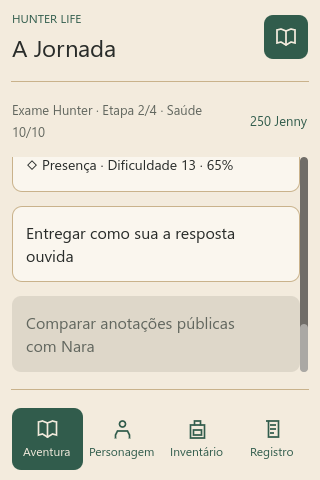 HUNTER LIFE
A Jornada
Exame Hunter · Etapa 2/4 · Saúde
10/10
250 Jenny
◇ Presença · Dificuldade 13 · 65%
Entregar como sua a resposta
ouvida
Comparar anotações públicas
com Nara
Aventura
Personagem
Inventário
Registro